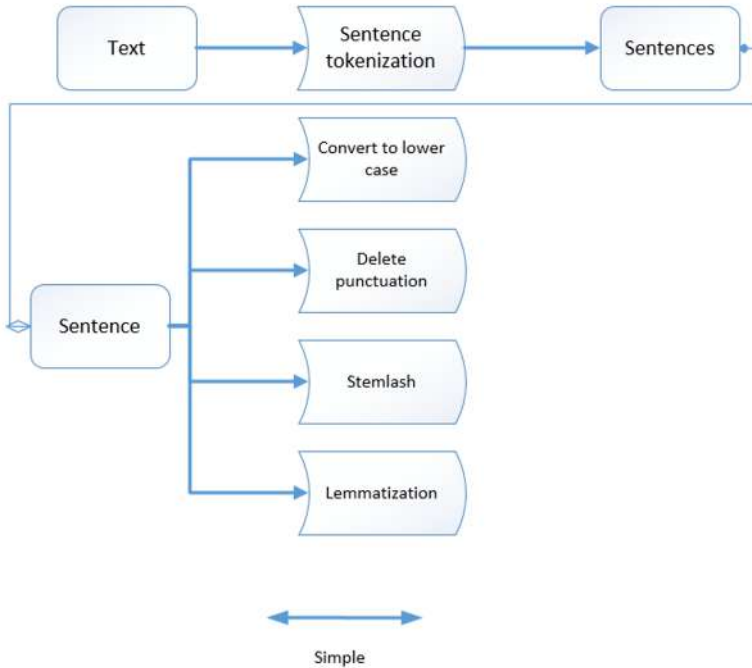 Text
Sentence
tokenization
Sentences
Convert to lower
case
Delete
punctuation
Sentence
Stemlash
Lemmatization
Simple